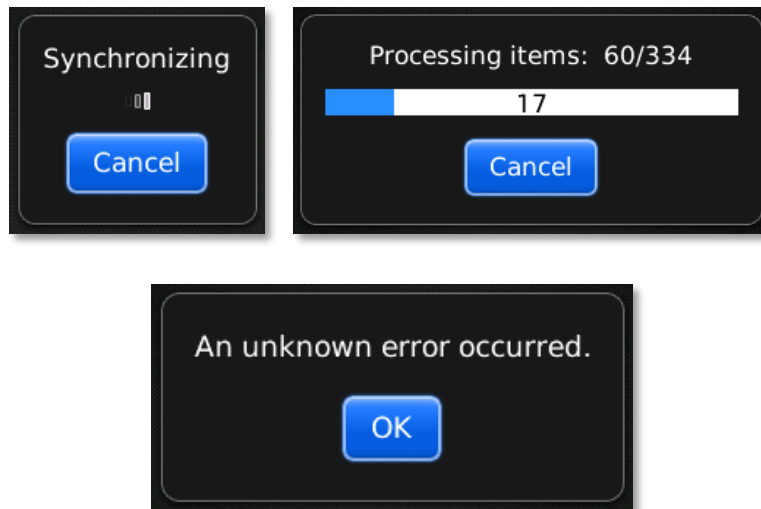 Synchronizing
Cancel
Processing items: 60/334
17
Cancel
An unknown error occurred.
OK